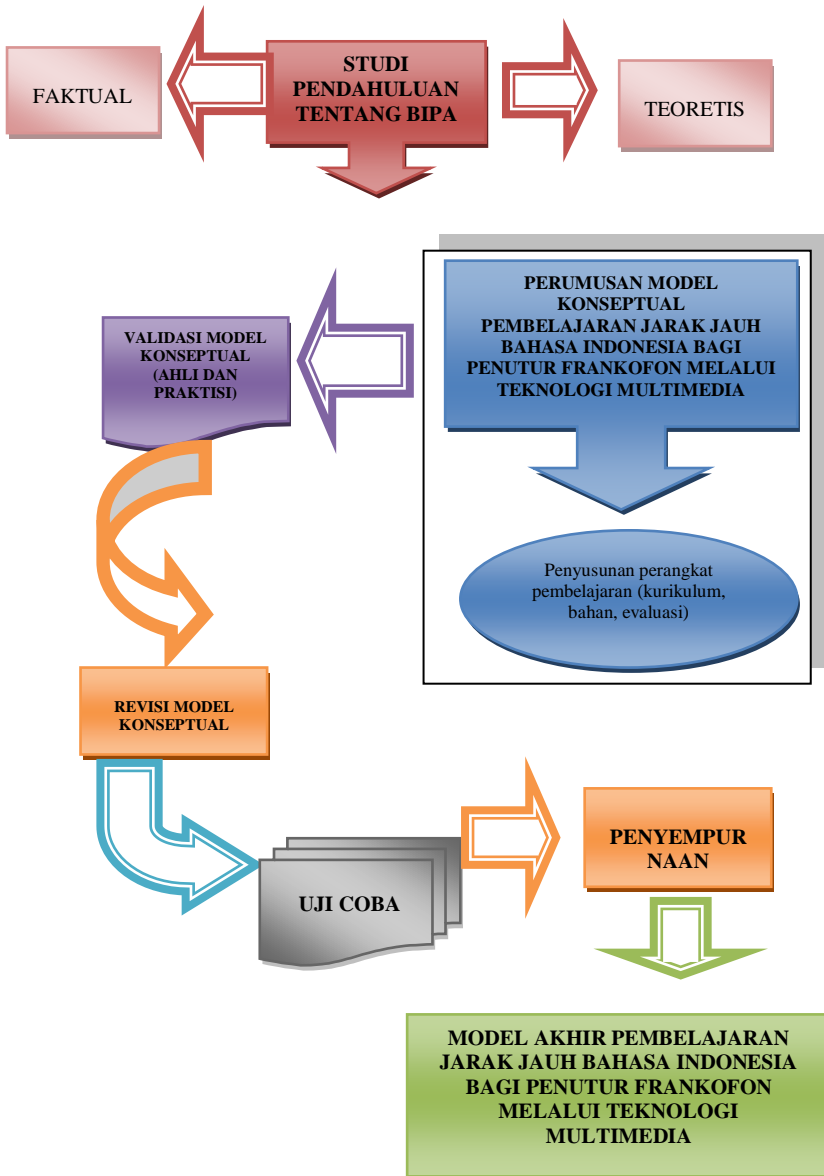 FAKTUAL
STUDI
PENDAHULUAN
TENTANG BIPA
TEORETIS
PERUMUSAN MODEL
KONSEPTUAL
PEMBELAJARAN JARAK JAUH
BAHASA INDONESIA BAGI
PENUTUR FRANKOFON MELALUI
TEKNOLOGI MULTIMEDIA
Penyusunan perangkat
pembelajaran (kurikulum,
bahan, evaluasi)
VALIDASI MODEL
KONSEPTUAL
(AHLI DAN
PRAKTISI)
REVISI MODEL
KONSEPTUAL
UJI COBA
PENYEMPUR
NAAN
MODEL AKHIR PEMBELAJARAN
JARAK JAUH BAHASA INDONESIA
BAGI PENUTUR FRANKOFON
MELALUI TEKNOLOGI
MULTIMEDIA